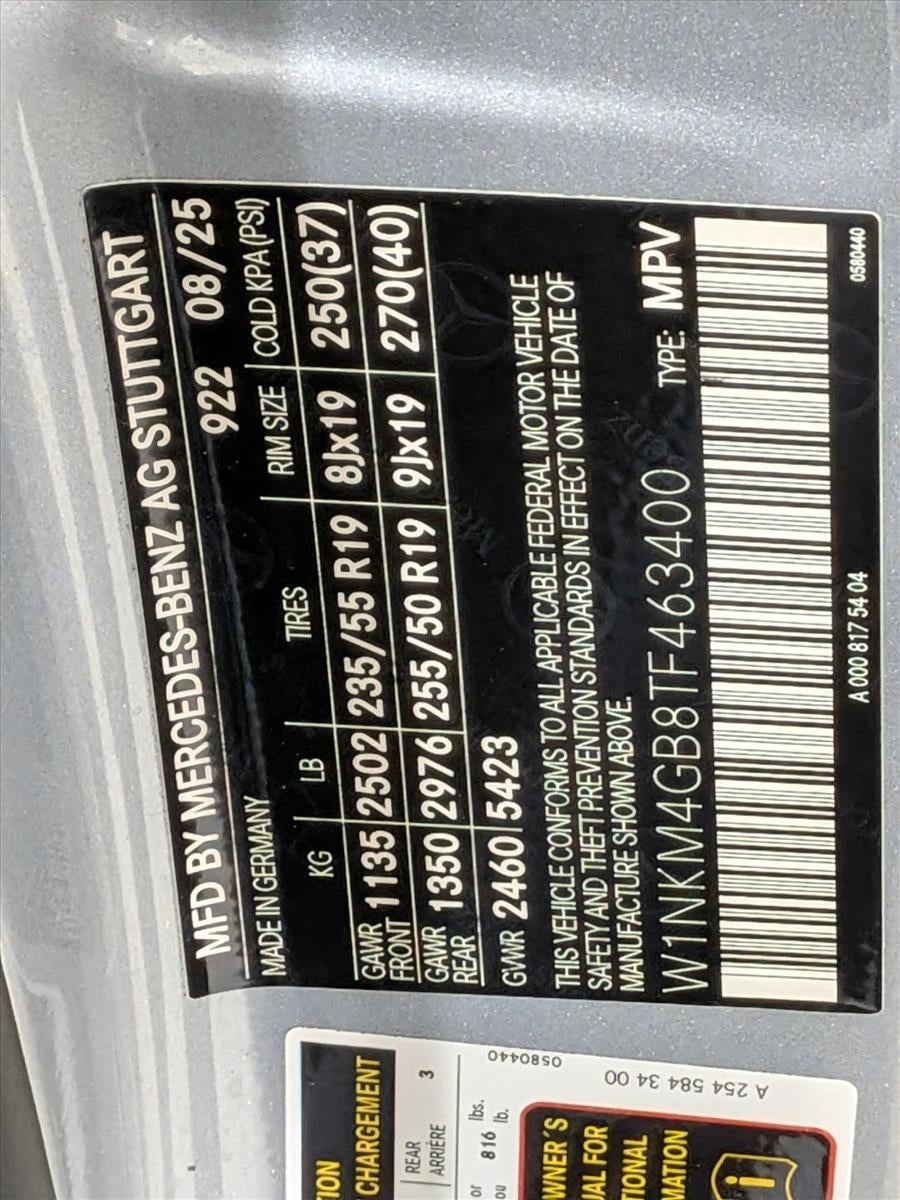 MFD BY MERCEDES-BENZ AG STUTTGART
922 08/25
MADE IN GERMANY
KG LB TIRES RIM SIZE COLD KPA (PSI)
GAWR FRONT 1135 2502 235/55 R19 8Jx19 250(37)
GAWR REAR 1350 2976 255/50 R19 9Jx19 270(40)
GVWR 2460 5423
THIS VEHICLE CONFORMS TO ALL APPLICABLE FEDERAL MOTOR VEHICLE
SAFETY AND THEFT PREVENTION STANDARDS IN EFFECT ON THE DATE OF
MANUFACTURE SHOWN ABOVE.
W1NKM4GB8TF463400 TYPE: MPV
A 000 817 54 04 0580440
CHARGEMENT
REAR 3
ARRIÈRE
or 816 lbs.
ou lb.
0580440
A 254 584 34 00